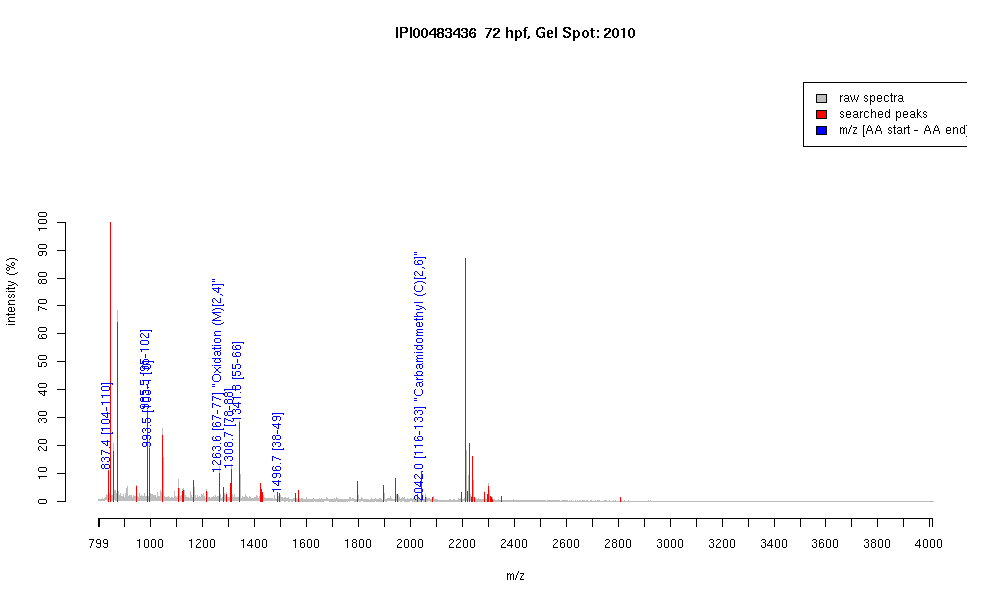 IPI00483436 72 hpf, Gel Spot: 2010
raw spectra
searched peaks
m/z [AA start - AA end]
intensity (%)
100
90
80
70
60
50
40
30
20
10
0
837.4 [104-110]
993.5 [103-110]
1263.6 [67-77] "Oxidation (M)[2,4]"
1308.7 [78-88]
1341.6 [55-66]
1496.7 [38-49]
2042.0 [116-133] "Carbamidomethyl (C)[2,6]"
799 1000 1200 1400 1600 1800 2000 2200 2400 2600 2800 3000 3200 3400 3600 3800 4000
m/z